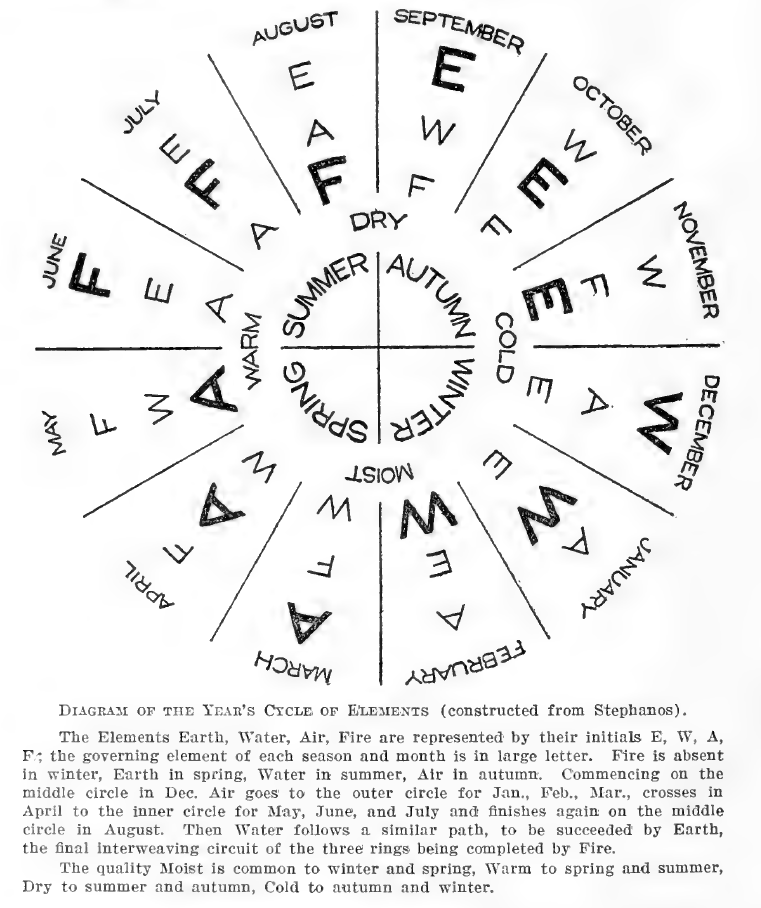 AUGUST
E
A
F
SEPTEMBER
E
W
F
OCTOBER
W
E
F
NOVEMBER
W
F
E
DECEMBER
W
A
E
JANUARY
A
W
E
FEBRUARY
A
E
W
MARCH
A
F
W
APRIL
F
A
W
MAY
F
W
A
JUNE
F
E
A
JULY
E
F
A
DRY
COLD
MOIST
WARM
SUMMER
AUTUMN
WINTER
SPRING
DIAGRAM OF THE YEAR'S CYCLE OF ELEMENTS (constructed from Stephanos).
The Elements Earth, Water, Air, Fire are represented by their initials E, W, A,
F; the governing element of each season and month is in large letter. Fire is absent
in winter, Earth in spring, Water in summer, Air in autumn. Commencing on the
middle circle in Dec. Air goes to the outer circle for Jan., Feb., Mar., crosses in
April to the inner circle for May, June, and July and finishes again on the middle
circle in August. Then Water follows a similar path, to be succeeded by Earth,
the final interweaving circuit of the three rings being completed by Fire.
The quality Moist is common to winter and spring, Warm to spring and summer,
Dry to summer and autumn, Cold to autumn and winter.